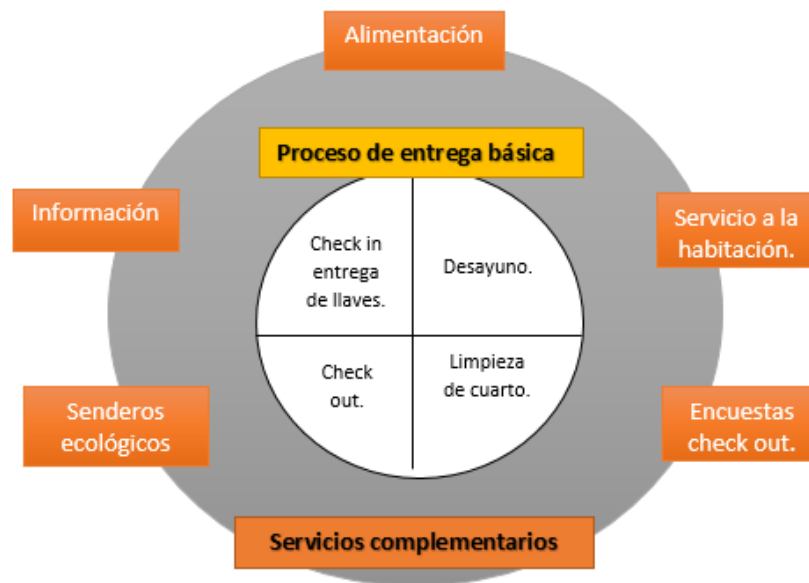 Alimentación
Proceso de entrega básica
Información
Servicio a la
habitación.
Check in
entrega
de llaves.
Desayuno.
Check
out.
Limpieza
de cuarto.
Senderos
ecológicos
Encuestas
check out.
Servicios complementarios